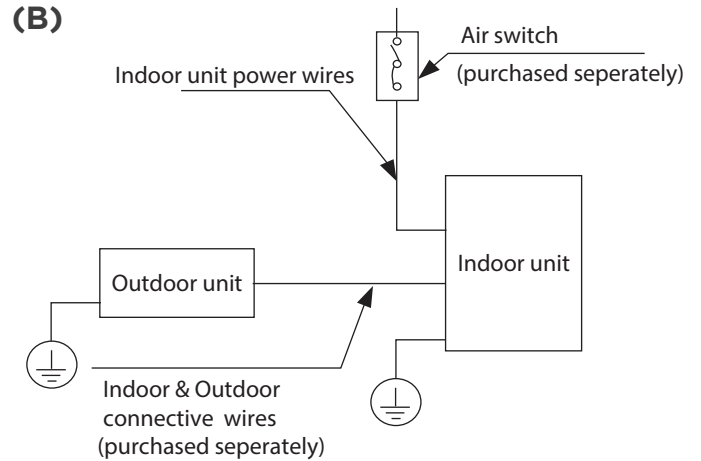 (B)
Air switch
(purchased seperately)
Indoor unit power wires
Indoor unit
Outdoor unit
Indoor & Outdoor
connective wires
(purchased seperately)